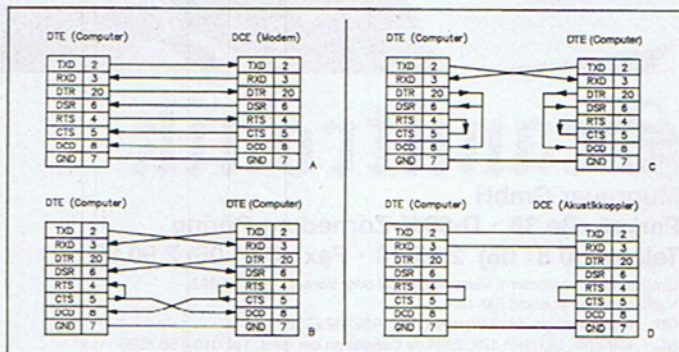 DTE (Computer)
DCE (Modem)
TXD 2
RXD 3
DTR 20
DSR 6
RTS 4
CTS 5
DCD 8
GND 7
TXD 2
RXD 3
DTR 20
DSR 6
RTS 4
CTS 5
DCD 8
GND 7
A
DTE (Computer)
DTE (Computer)
TXD 2
RXD 3
DTR 20
DSR 6
RTS 4
CTS 5
DCD 8
GND 7
TXD 2
RXD 3
DTR 20
DSR 6
RTS 4
CTS 5
DCD 8
GND 7
C
DTE (Computer)
DTE (Computer)
TXD 2
RXD 3
DTR 20
DSR 6
RTS 4
CTS 5
DCD 8
GND 7
TXD 2
RXD 3
DTR 20
DSR 6
RTS 4
CTS 5
DCD 8
GND 7
B
DTE (Computer)
DCE (Akustikkoppler)
TXD 2
RXD 3
DTR 20
DSR 6
RTS 4
CTS 5
DCD 8
GND 7
TXD 2
RXD 3
DTR 20
DSR 6
RTS 4
CTS 5
DCD 8
GND 7
D